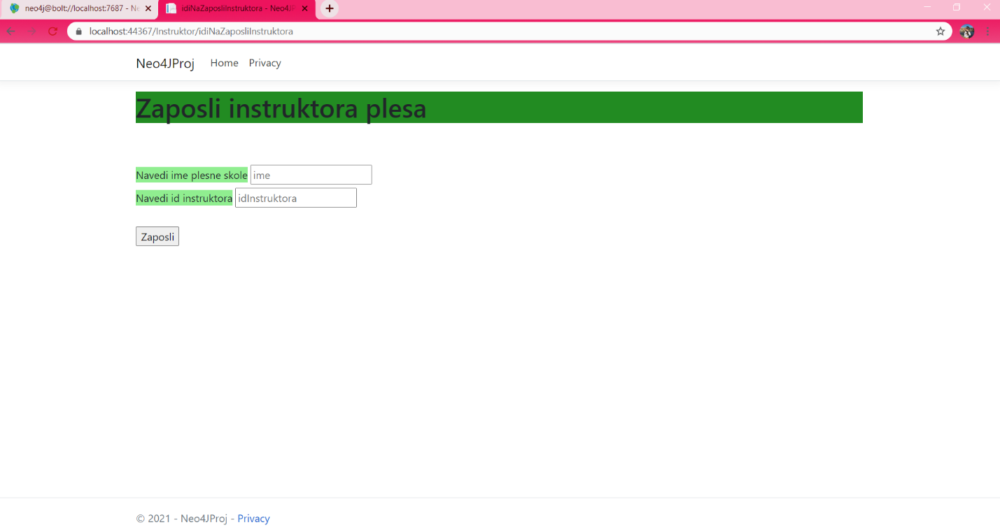 neo4j@bolt://localhost:7687 - Ne
idiNaZaposliInstruktora - Neo4JP
localhost:44367/Instruktor/idiNaZaposliInstruktora
Neo4JProj Home Privacy
Zaposli instruktora plesa
Navedi ime plesne skole ime
Navedi id instruktora idInstruktora
Zaposli
© 2021 - Neo4JProj - Privacy